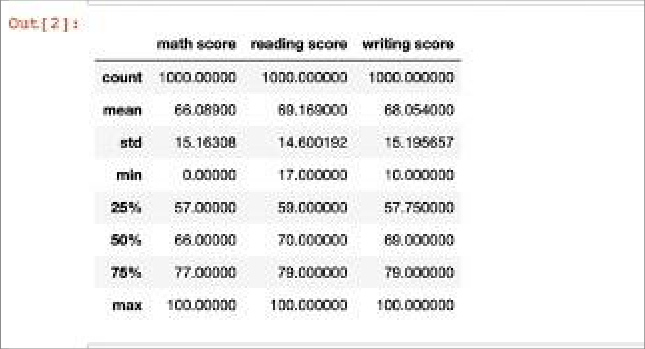 Out[2]:
math score reading score writing score
count 1000.00000 1000.000000 1000.000000
mean 66.08900 69.169000 68.054000
std 15.16308 14.600192 15.195657
min 0.00000 17.000000 10.000000
25% 57.00000 59.000000 57.750000
50% 66.00000 70.000000 69.000000
75% 77.00000 79.000000 79.000000
max 100.00000 100.000000 100.000000